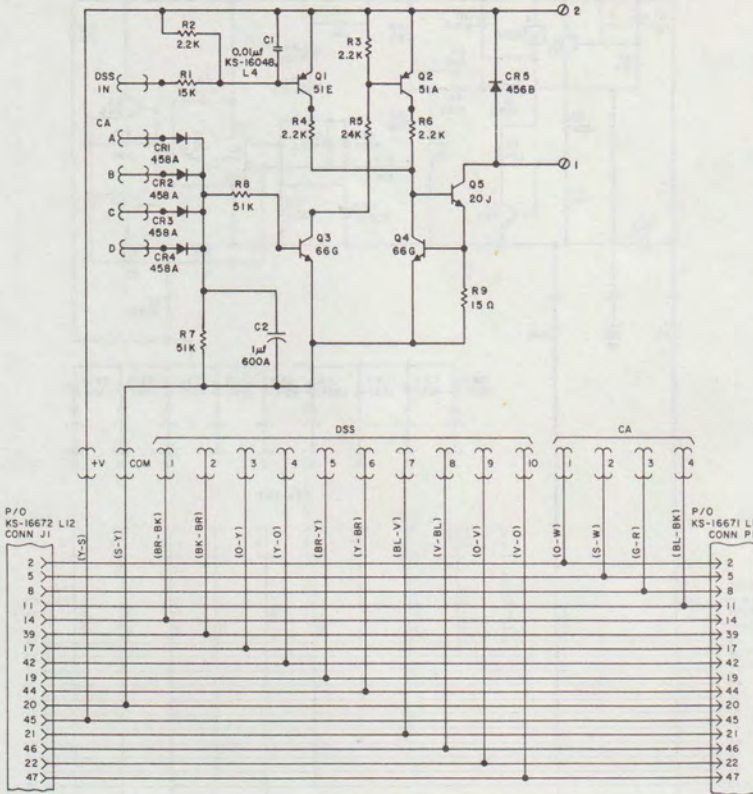 2
R2
2.2K
C1
0.01µf
KS-16048,
L4
R3
2.2K
DSS
IN
R1
15K
Q1
51E
Q2
51A
CR5
456B
R4
2.2K
R5
24K
R6
2.2K
CA
A
CR1
458A
B
CR2
458A
C
CR3
458A
D
CR4
458A
R8
51K
1
Q5
20J
Q3
66G
Q4
66G
R9
15Ω
R7
51K
C2
1µf
600A
DSS
CA
+V COM 1 2 3 4 5 6 7 8 9 10 1 2 3 4
P/O
KS-16672 L12
CONN J1
(Y-S) (S-Y) (BR-BK) (BK-BR) (O-Y) (Y-O) (BR-Y) (Y-BR) (BL-V) (V-BL) (O-V) (V-O) (O-W) (S-W) (G-R) (BL-BK)
P/O
KS-16671 L
CONN P
2 2
5 5
8 8
11 11
14 14
39 39
17 17
42 42
19 19
44 44
20 20
45 45
21 21
46 46
22 22
47 47